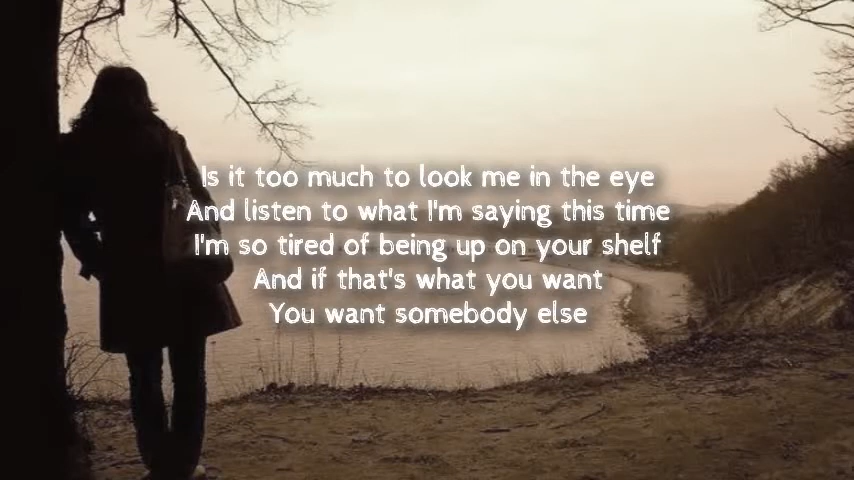 Is it too much to look me in the eye
And listen to what I'm saying this time
I'm so tired of being up on your shelf
And if that's what you want
You want somebody else